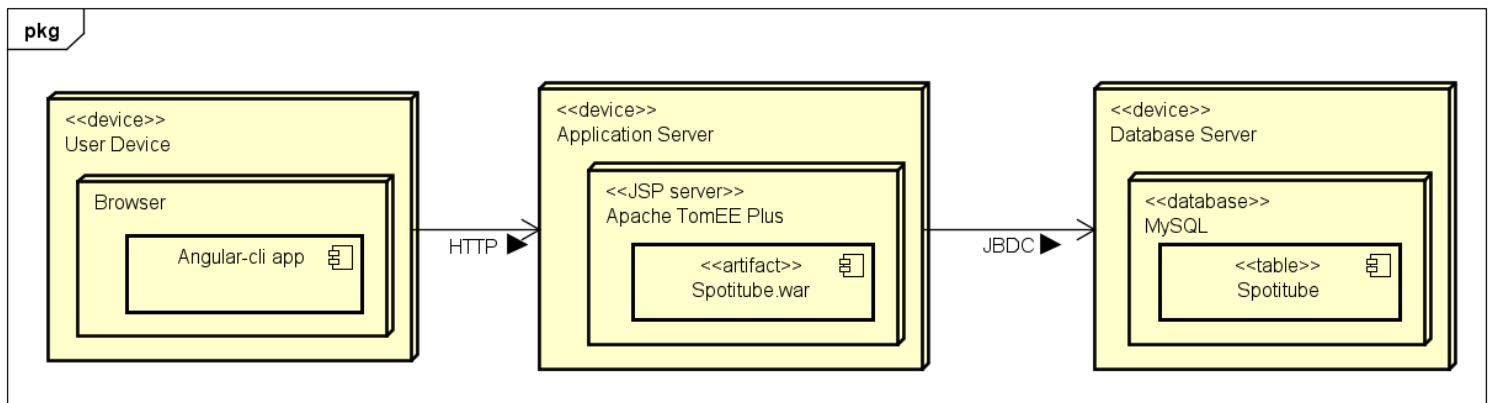 pkg
<<device>>
User Device
Browser
Angular-cli app
HTTP
<<device>>
Application Server
<<JSP server>>
Apache TomEE Plus
<<artifact>>
Spotitube.war
JBDC
<<device>>
Database Server
<<database>>
MySQL
<<table>>
Spotitube